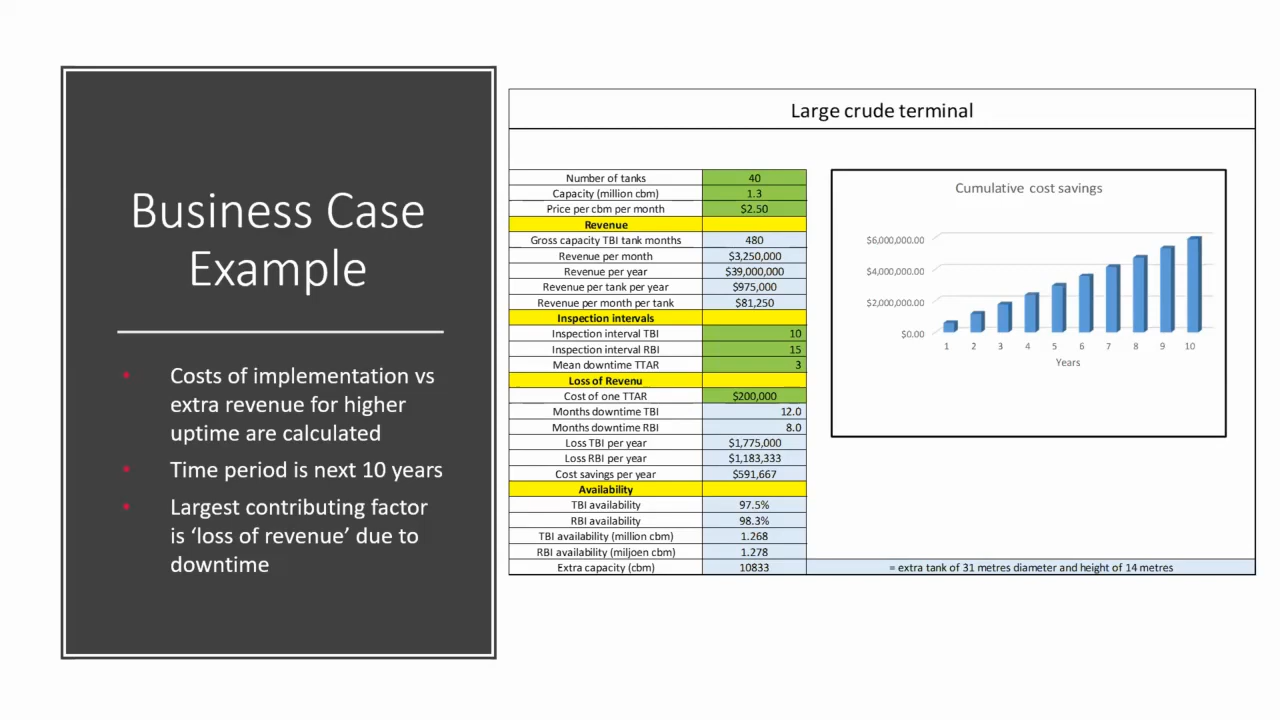 Business Case
Example
• Costs of implementation vs
extra revenue for higher
uptime are calculated
• Time period is next 10 years
• Largest contributing factor
is ‘loss of revenue’ due to
downtime
Large crude terminal
Number of tanks 40
Capacity (million cbm) 1.3
Price per cbm per month $2.50
Revenue
Gross capacity TBI tank months 480
Revenue per month $3,250,000
Revenue per year $39,000,000
Revenue per tank per year $975,000
Revenue per month per tank $81,250
Inspection intervals
Inspection interval TBI 10
Inspection interval RBI 15
Mean downtime TTAR 3
Loss of Revenu
Cost of one TTAR $200,000
Months downtime TBI 12.0
Months downtime RBI 8.0
Loss TBI per year $1,775,000
Loss RBI per year $1,183,333
Cost savings per year $591,667
Availability
TBI availability 97.5%
RBI availability 98.3%
TBI availability (million cbm) 1.268
RBI availability (miljoen cbm) 1.278
Extra capacity (cbm) 10833 = extra tank of 31 metres diameter and height of 14 metres
Cumulative cost savings
$6,000,000.00
$4,000,000.00
$2,000,000.00
$0.00
1 2 3 4 5 6 7 8 9 10
Years